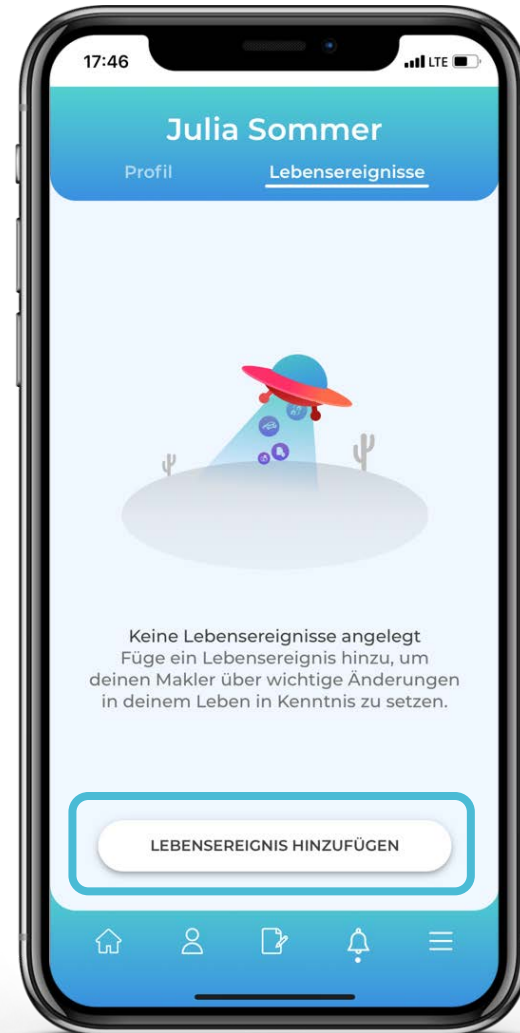 17:46
LTE
Julia Sommer
Profil
Lebensereignisse
Keine Lebensereignisse angelegt
Füge ein Lebensereignis hinzu, um
deinen Makler über wichtige Änderungen
in deinem Leben in Kenntnis zu setzen.
LEBENSEREIGNIS HINZUFÜGEN